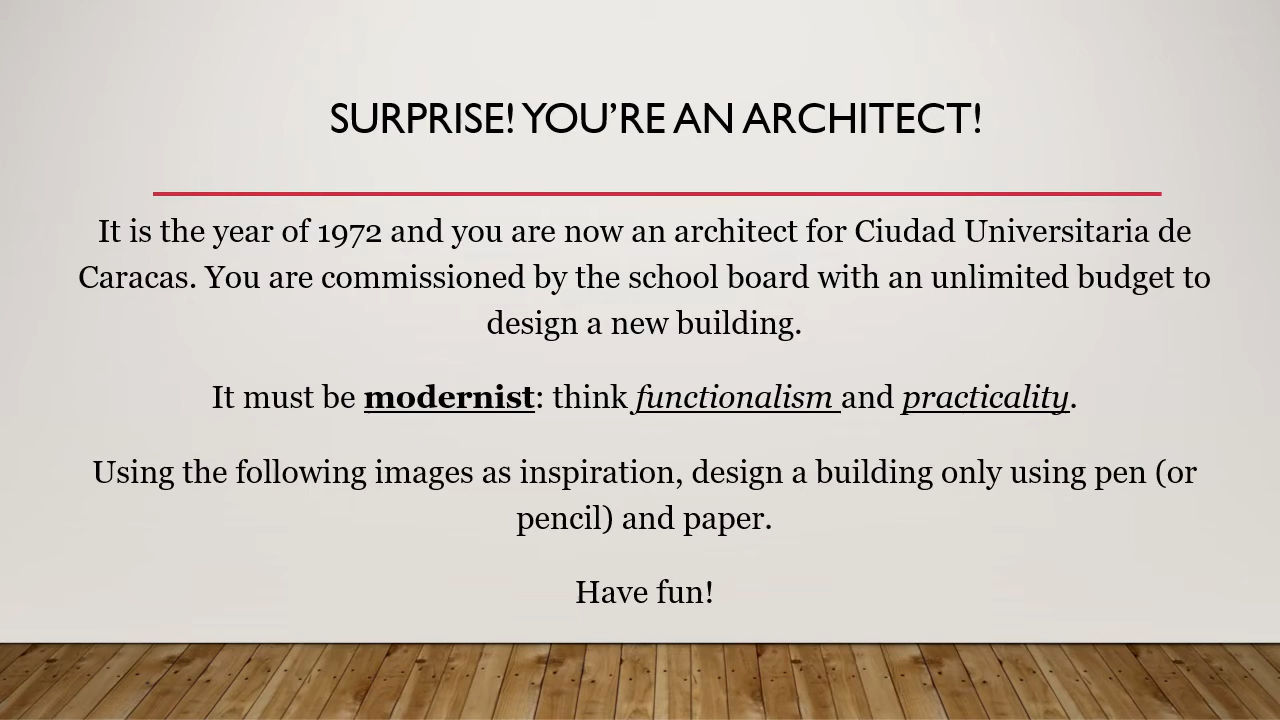 SURPRISE! YOU’RE AN ARCHITECT!
It is the year of 1972 and you are now an architect for Ciudad Universitaria de
Caracas. You are commissioned by the school board with an unlimited budget to
design a new building.
It must be modernist: think functionalism and practicality.
Using the following images as inspiration, design a building only using pen (or
pencil) and paper.
Have fun!